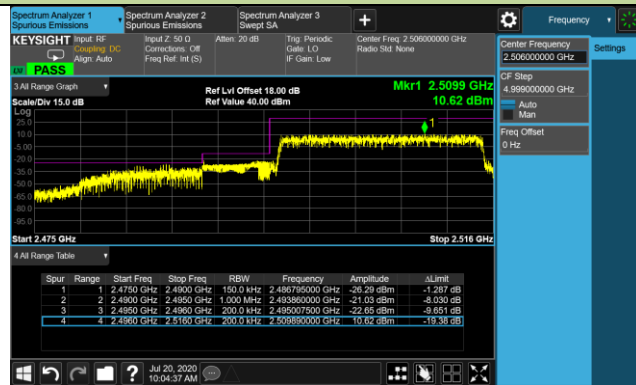 Spectrum Analyzer 1
Spurious Emissions
Spectrum Analyzer 2
Spurious Emissions
Spectrum Analyzer 3
Swept SA
Frequency
KEYSIGHT
Input: RF
Coupling: DC
Align: Auto
Input Z: 50 Ω
Corrections: Off
Freq Ref: Int (S)
Atten: 20 dB
Trig: Periodic
Gate: LO
IF Gain: Low
Center Freq: 2.506000000 GHz
Radio Std: None
LM PASS
Center Frequency
2.506000000 GHz
Settings
CF Step
4.999000000 GHz
Auto
Man
Freq Offset
0 Hz
3 All Range Graph
Scale/Div 15.0 dB
Ref Lvl Offset 18.00 dB
Ref Value 40.00 dBm
Mkr1 2.5099 GHz
10.62 dBm
Log
25.0
10.0
-5.00
-20.0
-35.0
-50.0
-65.0
-80.0
-95.0
1
Start 2.475 GHz
Stop 2.516 GHz
4 All Range Table
Spur Range Start Freq Stop Freq RBW Frequency Amplitude ΔLimit
1 1 2.4750 GHz 2.4900 GHz 150.0 kHz 2.486795000 GHz -26.29 dBm -1.287 dB
2 2 2.4900 GHz 2.4950 GHz 1.000 MHz 2.493860000 GHz -21.03 dBm -8.030 dB
3 3 2.4950 GHz 2.4960 GHz 200.0 kHz 2.495007500 GHz -22.65 dBm -9.651 dB
4 4 2.4960 GHz 2.5160 GHz 200.0 kHz 2.509890000 GHz 10.62 dBm -19.38 dB
Jul 20, 2020
10:04:37 AM